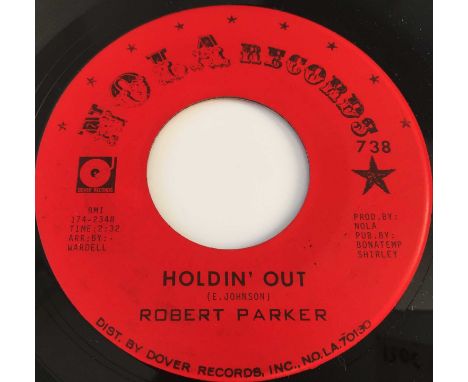 NOLA RECORDS
738
DOVER RECORDS
BMI
174-2348
TIME:2:32
ARR:BY:-
WARDELL
PROD.BY:
NOLA
PUB.BY:
BONATEMP
SHIRLEY
HOLDIN' OUT
(E.JOHNSON)
ROBERT PARKER
DIST. BY DOVER RECORDS, INC., N.O.LA.70130